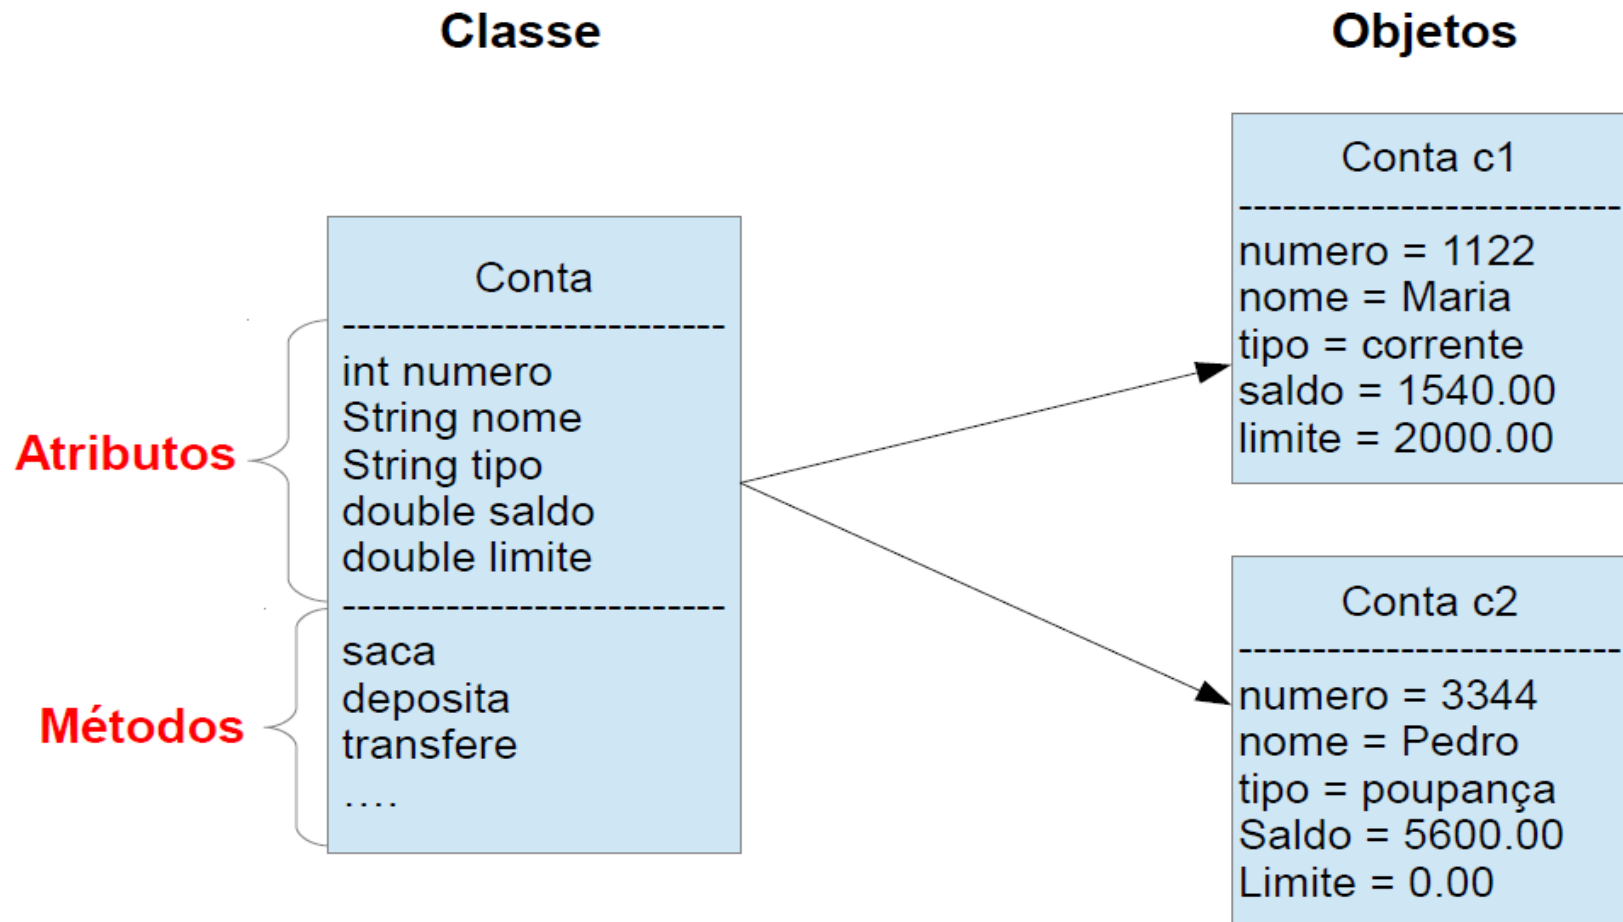 Classe
Objetos
Conta
--------------------------
int numero
String nome
String tipo
double saldo
double limite
--------------------------
saca
deposita
transfere
....
Atributos
Métodos
Conta c1
--------------------------
numero = 1122
nome = Maria
tipo = corrente
saldo = 1540.00
limite = 2000.00
Conta c2
--------------------------
numero = 3344
nome = Pedro
tipo = poupança
Saldo = 5600.00
Limite = 0.00